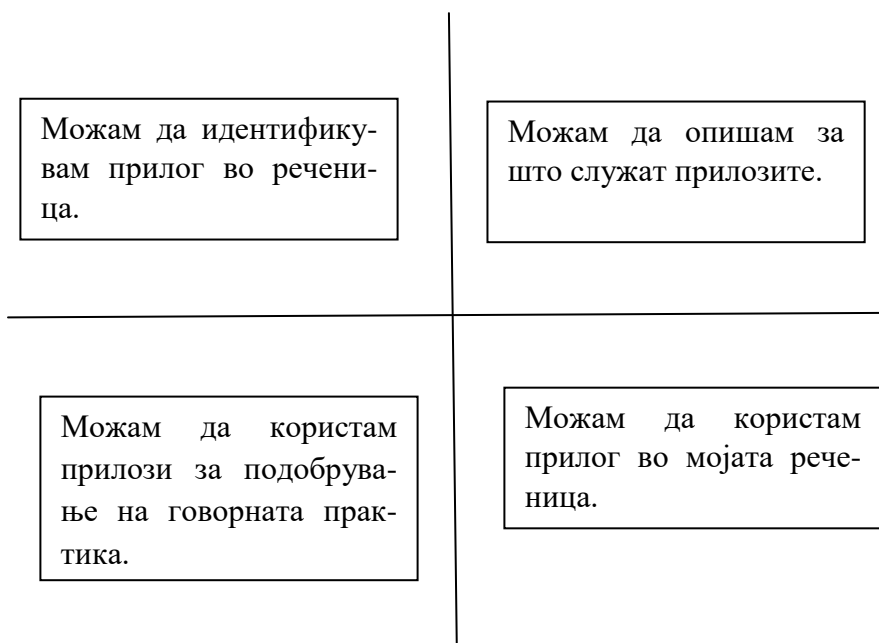 Можам да идентифику-
вам прилог во речени-
ца.
Можам да опишам за
што служат прилозите.
Можам да користам
прилози за подобрува-
ње на говорната прак-
тика.
Можам да користам
прилог во мојата рече-
ница.